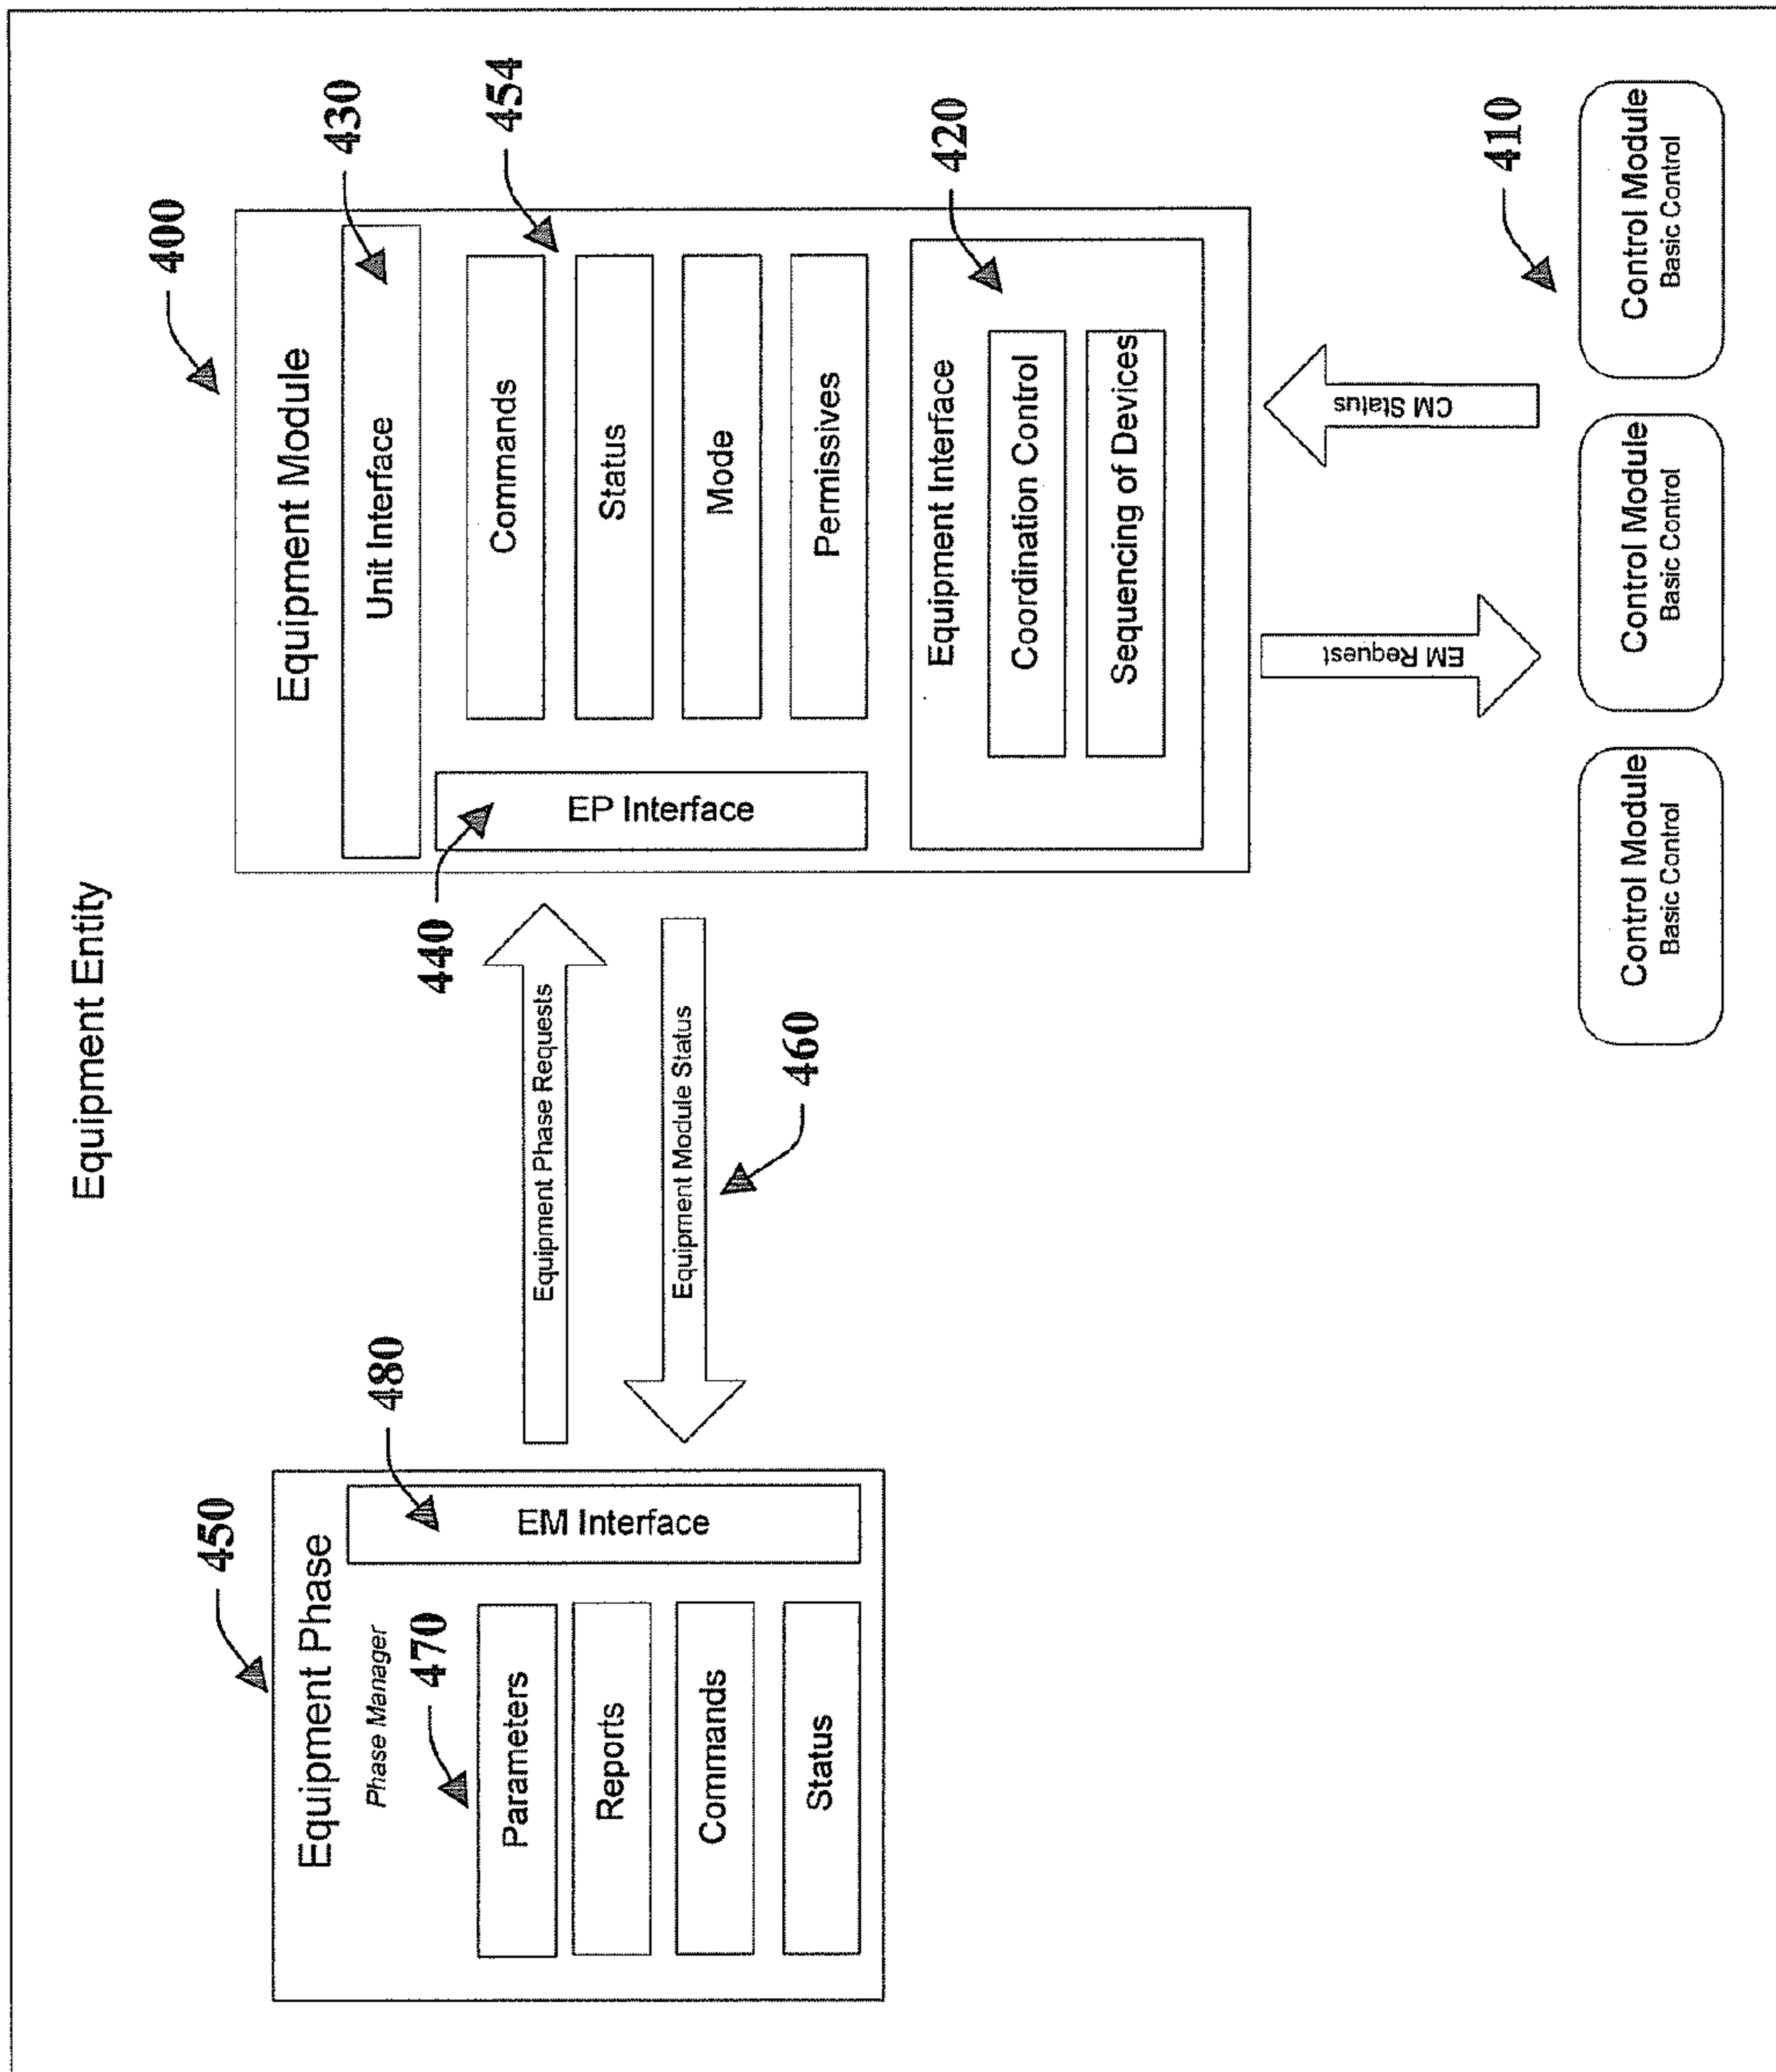 Equipment Entity
450
Equipment Phase
Phase Manager
470
Parameters
Reports
Commands
Status
480
EM Interface
Equipment Phase Requests
Equipment Module Status
460
400
Equipment Module
430
Unit Interface
440
EP Interface
454
Commands
Status
Mode
Permissives
420
Equipment Interface
Coordination Control
Sequencing of Devices
EM Request
CM Status
410
Control Module
Basic Control
Control Module
Basic Control
Control Module
Basic Control